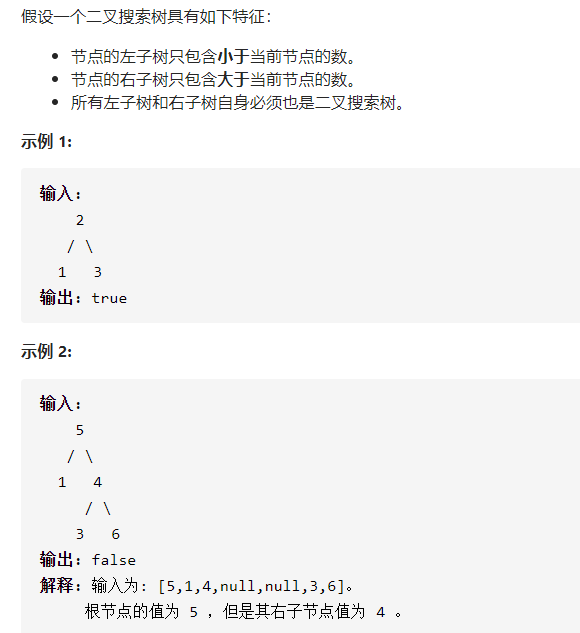 假设一个二叉搜索树具有如下特征：
• 节点的左子树只包含小于当前节点的数。
• 节点的右子树只包含大于当前节点的数。
• 所有左子树和右子树自身必须也是二叉搜索树。
示例 1:
输入:
    2
   / \
  1   3
输出: true
示例 2:
输入:
    5
   / \
  1   4
     / \
    3   6
输出: false
解释: 输入为: [5,1,4,null,null,3,6]。
     根节点的值为 5 ，但是其右子节点值为 4 。